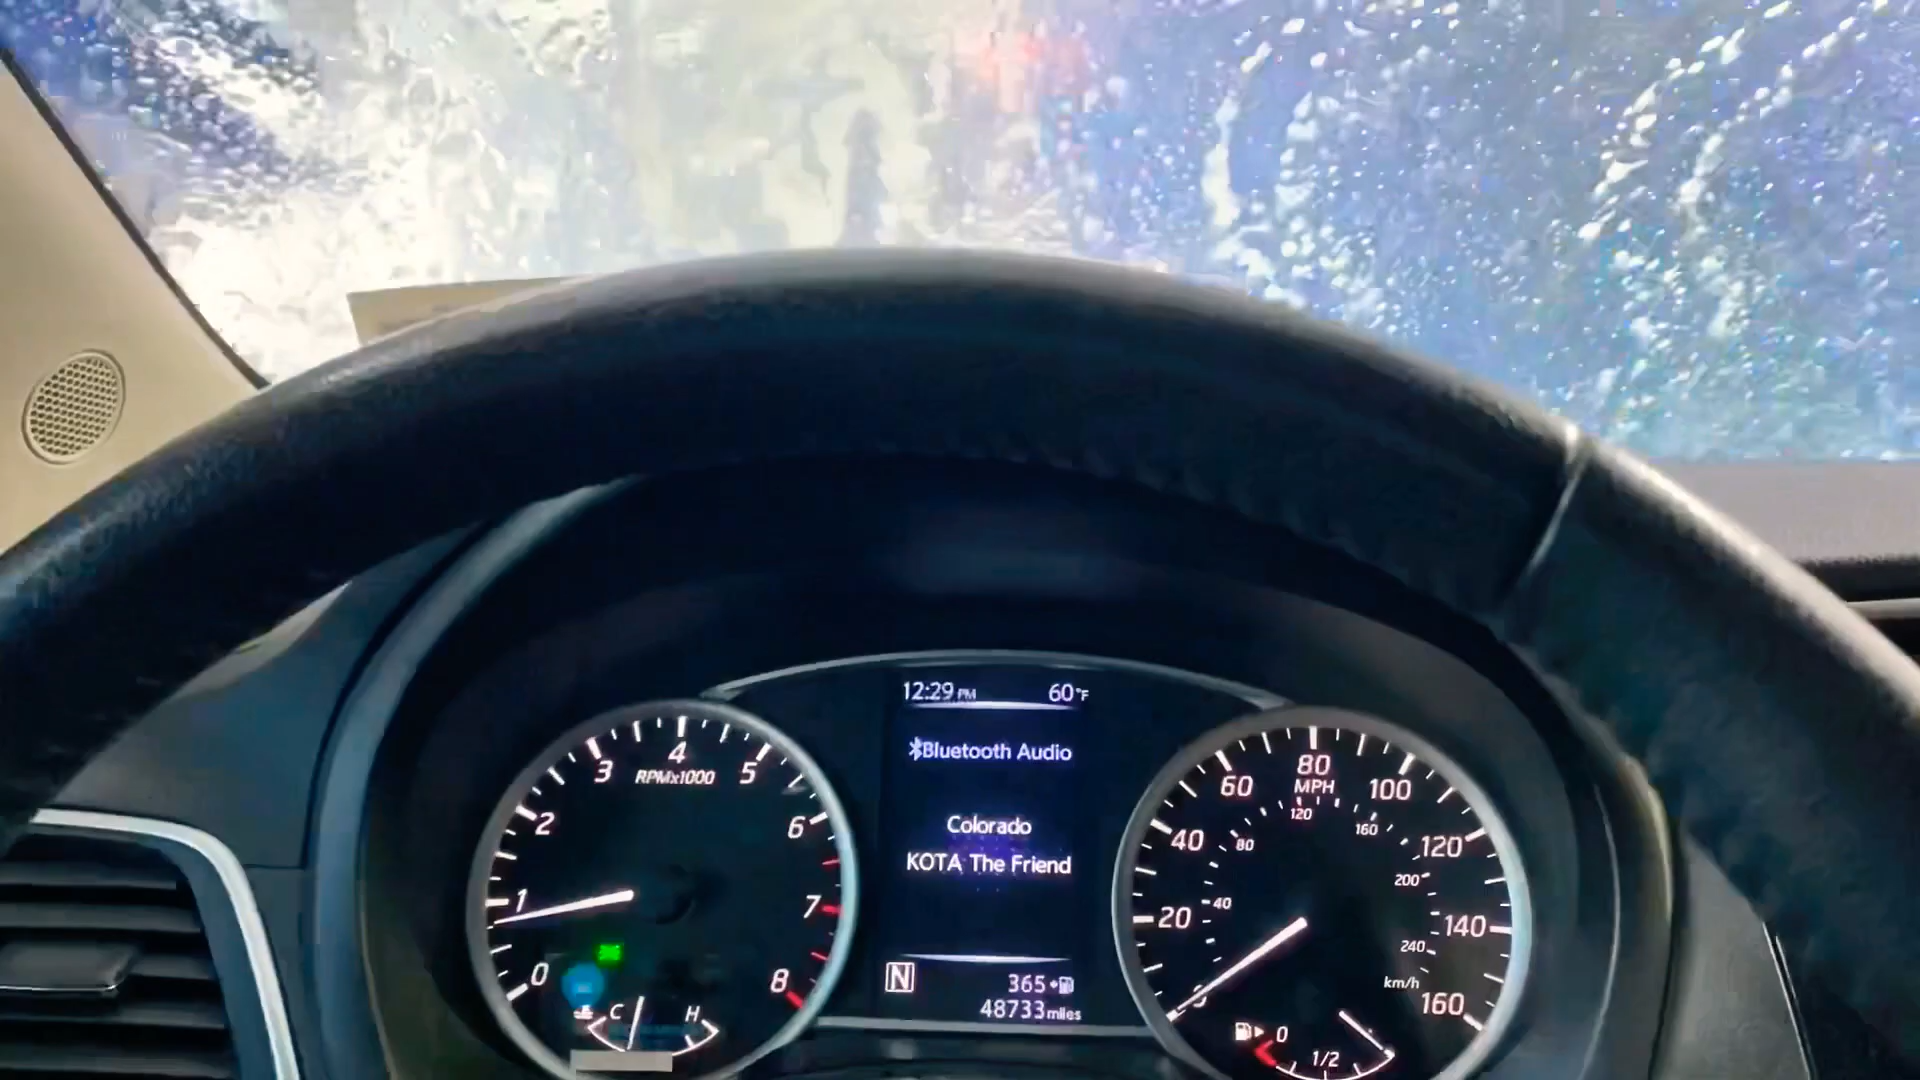 12:29 PM 60°F
Bluetooth Audio
Colorado
KOTA The Friend
N
365
48733 miles
0 1 2 3 4 5 6 7 8
RPMx1000
C H
20 40 60 80 100 120 140 160
MPH
40 80 120 160 200 240
km/h
0 1/2